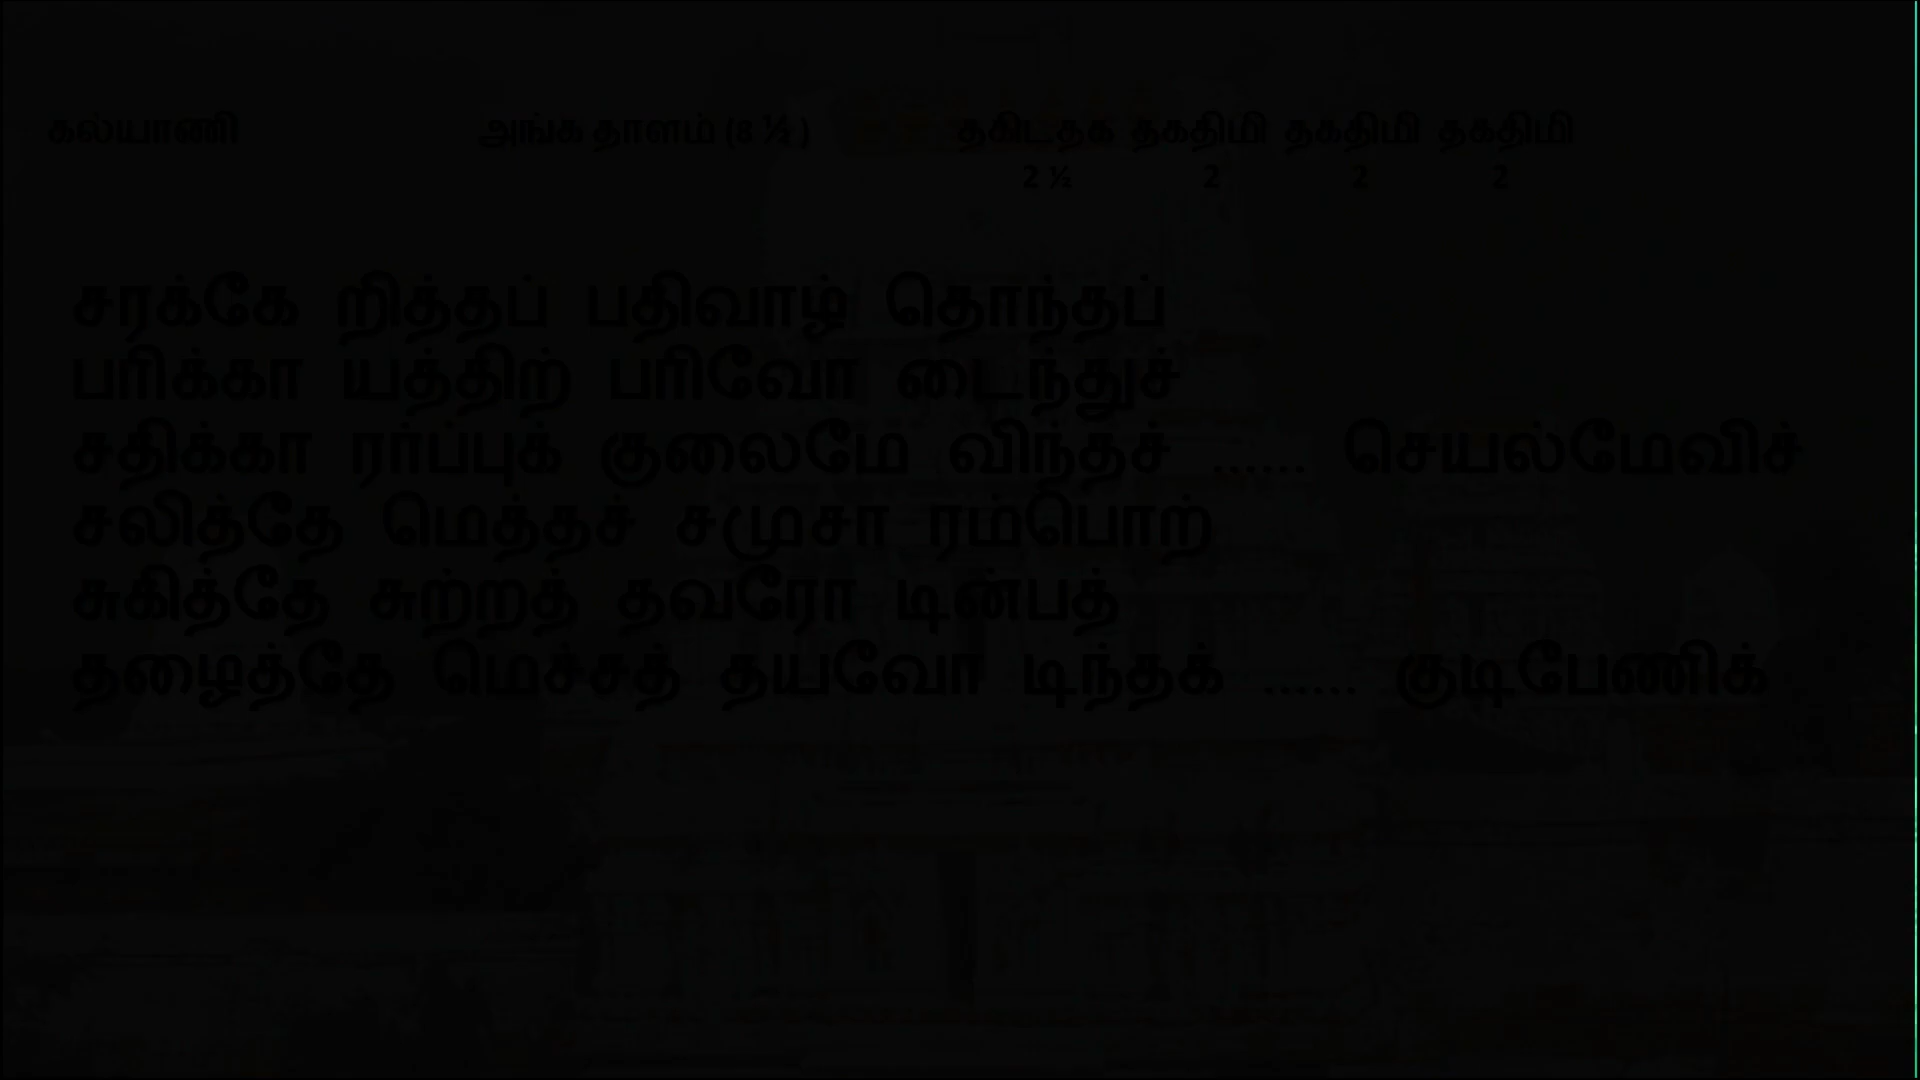 கல்யாணி அங்க தாளம் (8 ½ ) தகிடதக தகதிமி தகதிமி தகதிமி
2 ½ 2 2 2
சரக்கே றித்தப் பதிவாழ் தொந்தப்
பரிக்கா யத்திற் பரிவோ டைந்துச்
சதிக்கா ரர்ப்புக் குலைமே விந்தச் ...... செயல்மேவிச்
சலித்தே மெத்தச் சமுசா ரம்பொற்
சுகித்தே சுற்றத் தவரோ டின்பத்
தழைத்தே மெச்சத் தயவோ டிந்தக் ...... குடிபேணிக்